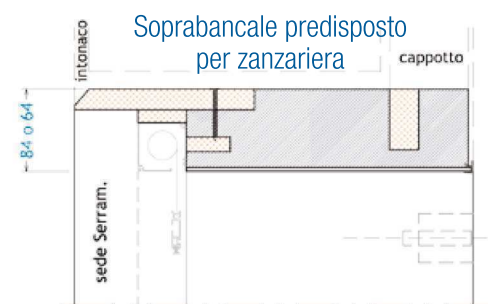 Soprabancale predisposto
per zanzariera
intonaco
cappotto
84 o 64
sede Serram.